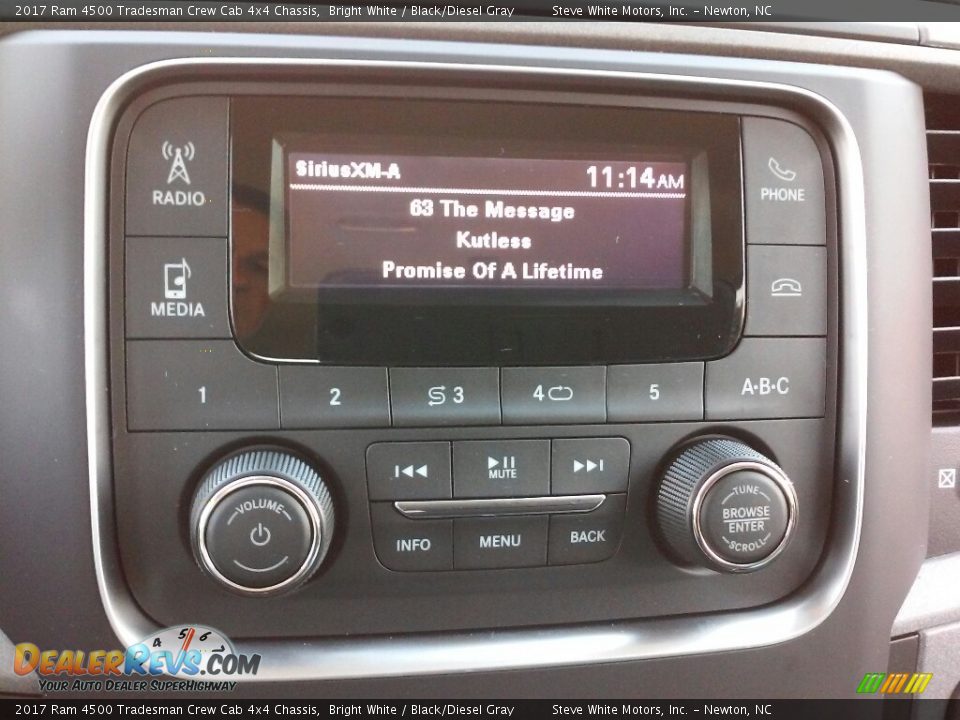 2017 Ram 4500 Tradesman Crew Cab 4x4 Chassis, Bright White / Black/Diesel Gray Steve White Motors, Inc. - Newton, NC
RADIO
MEDIA
SiriusXM-A 11:14AM
63 The Message
Kutless
Promise Of A Lifetime
PHONE
1 2 3 4 5 A·B·C
VOLUME
MUTE
INFO MENU BACK
TUNE
BROWSE
ENTER
SCROLL
4 5 6
DealerRevs.com
Your Auto Dealer SuperHighway
2017 Ram 4500 Tradesman Crew Cab 4x4 Chassis, Bright White / Black/Diesel Gray Steve White Motors, Inc. - Newton, NC